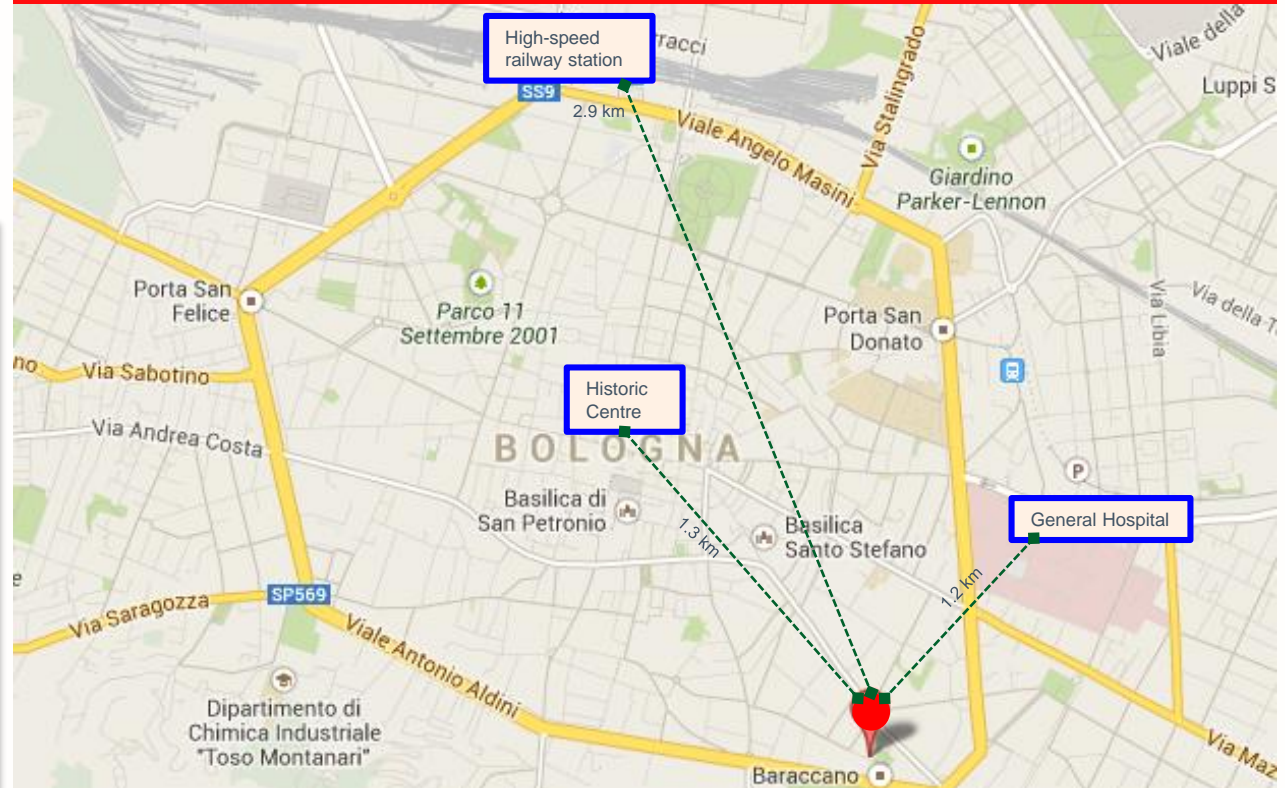 High-speed
railway station
rracci
Viale della
Luppi S
SS9
2.9 km
Viale Angelo Masini
Via Stalingrado
Giardino
Parker-Lennon
Porta San
Felice
Parco 11
Settembre 2001
Porta San
Donato
Via Libia
Via della T
no
Via Sabotino
Historic
Centre
Via Andrea Costa
BOLOGNA
P
Basilica di
San Petronio
1.3 km
Basilica
Santo Stefano
General Hospital
1.2 km
e
SP569
Via Saragozza
Viale Antonio Aldini
Dipartimento di
Chimica Industriale
"Toso Montanari"
Baraccano
Via Maz